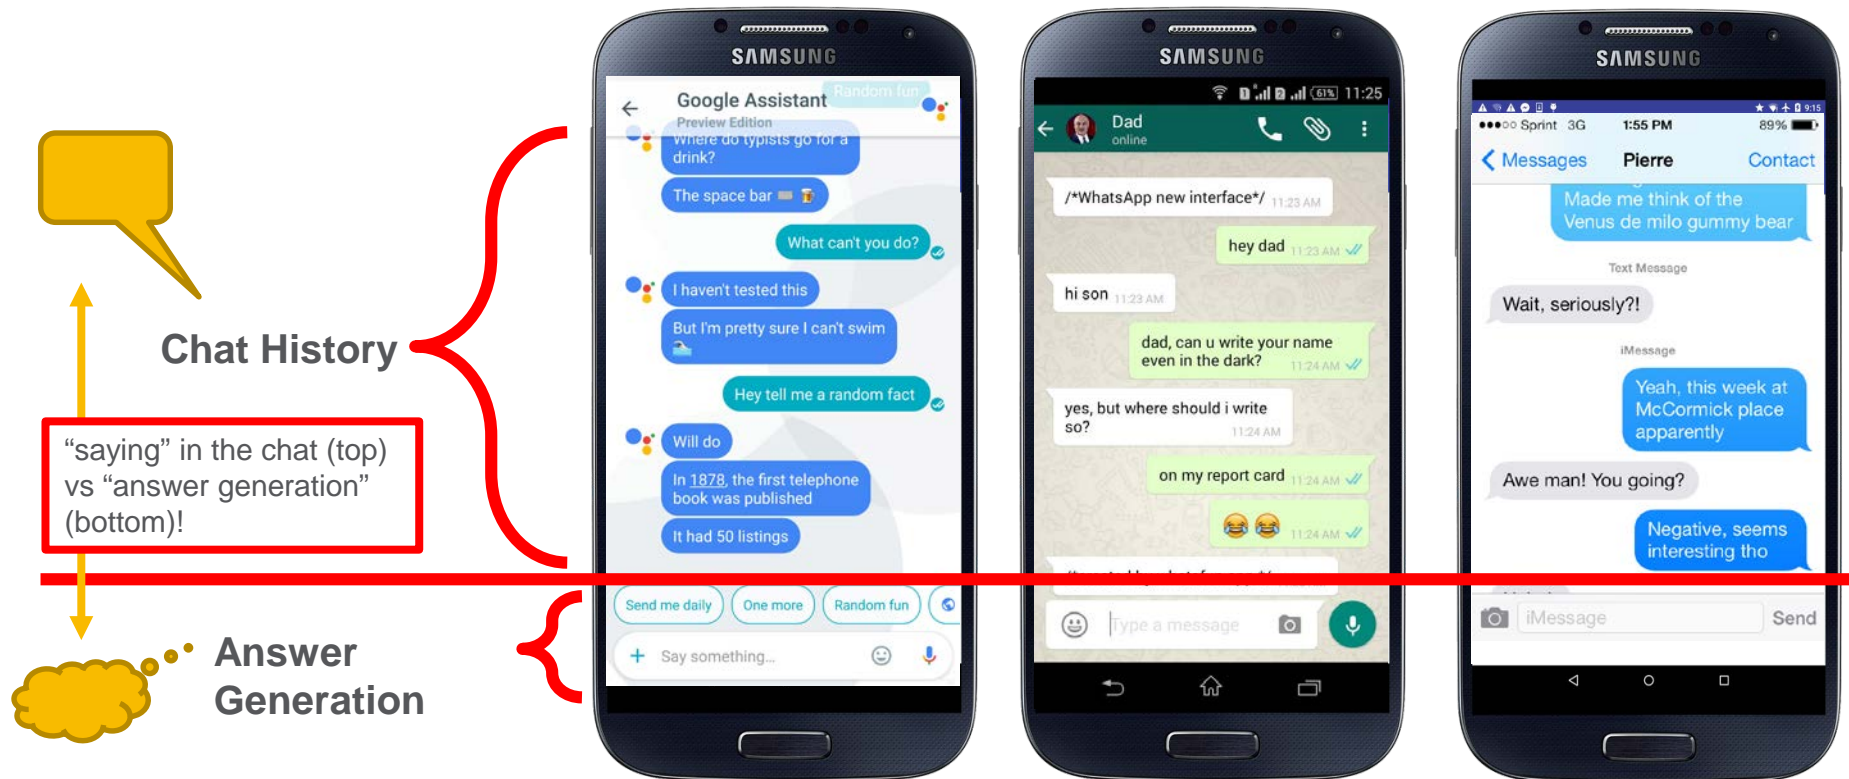 Chat History
“saying” in the chat (top)
vs “answer generation”
(bottom)!
Answer
Generation
SAMSUNG
Google Assistant
Random fun
Preview Edition
Where do typists go for a
drink?
The space bar
What can't you do?
I haven't tested this
But I'm pretty sure I can't swim
Hey tell me a random fact
Will do
In 1878, the first telephone
book was published
It had 50 listings
Send me daily
One more
Random fun
Say something...
SAMSUNG
61% 11:25
Dad
online
/*WhatsApp new interface*/ 11:23 AM
hey dad 11:23 AM
hi son 11:23 AM
dad, can u write your name
even in the dark? 11:24 AM
yes, but where should i write
so? 11:24 AM
on my report card 11:24 AM
11:24 AM
Type a message
SAMSUNG
9:15
Sprint 3G 1:55 PM 89%
Messages Pierre Contact
Made me think of the
Venus de milo gummy bear
Text Message
Wait, seriously?!
iMessage
Yeah, this week at
McCormick place
apparently
Awe man! You going?
Negative, seems
interesting tho
iMessage
Send